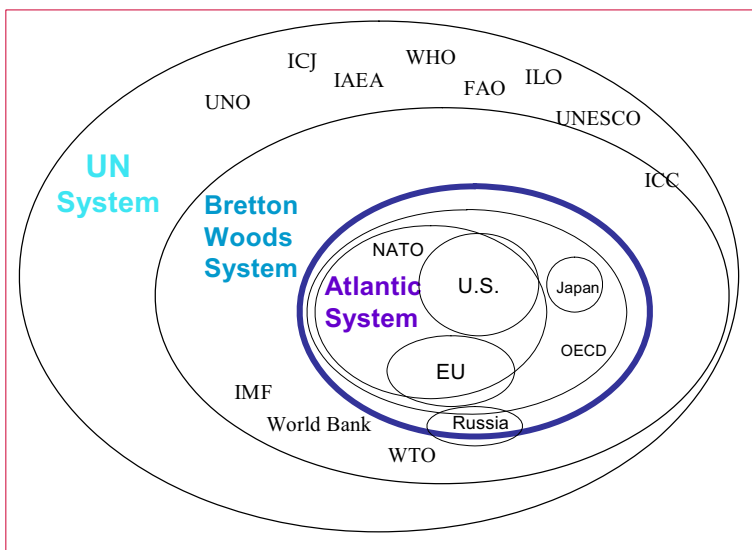 ICJ
WHO
IAEA
ILO
FAO
UNO
UNESCO
UN
System
ICC
Bretton
Woods
System
NATO
U.S.
Japan
Atlantic
System
OECD
EU
IMF
World Bank
Russia
WTO